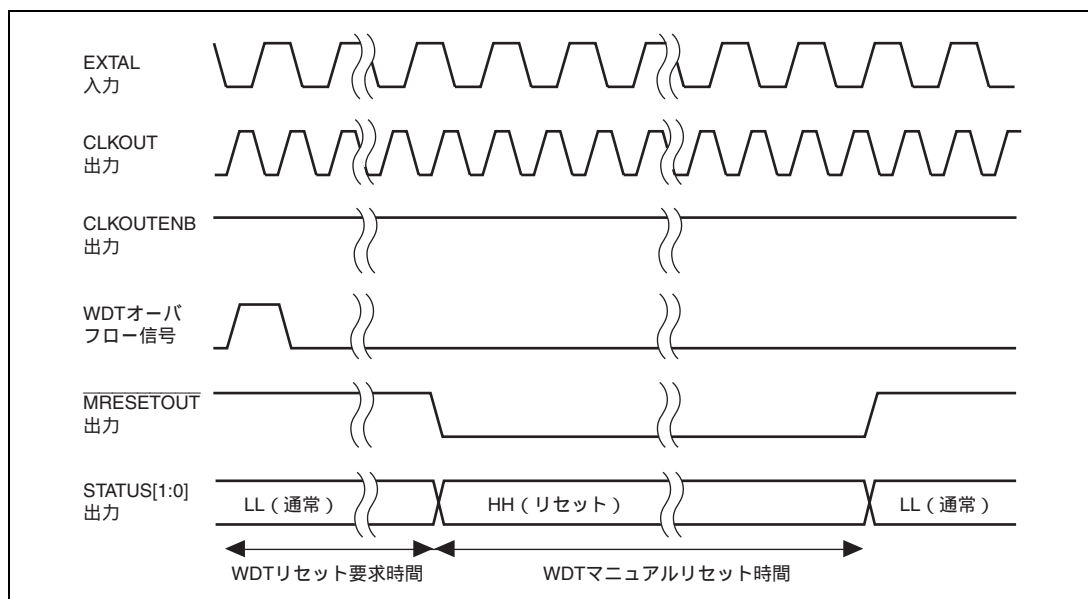 EXTAL
入力
CLKOUT
出力
CLKOUTENB
出力
WDTオーバ
フロー信号
MRESETOUT
出力
STATUS[1:0]
出力
LL（通常）
HH（リセット）
LL（通常）
WDTリセット要求時間
WDTマニュアルリセット時間